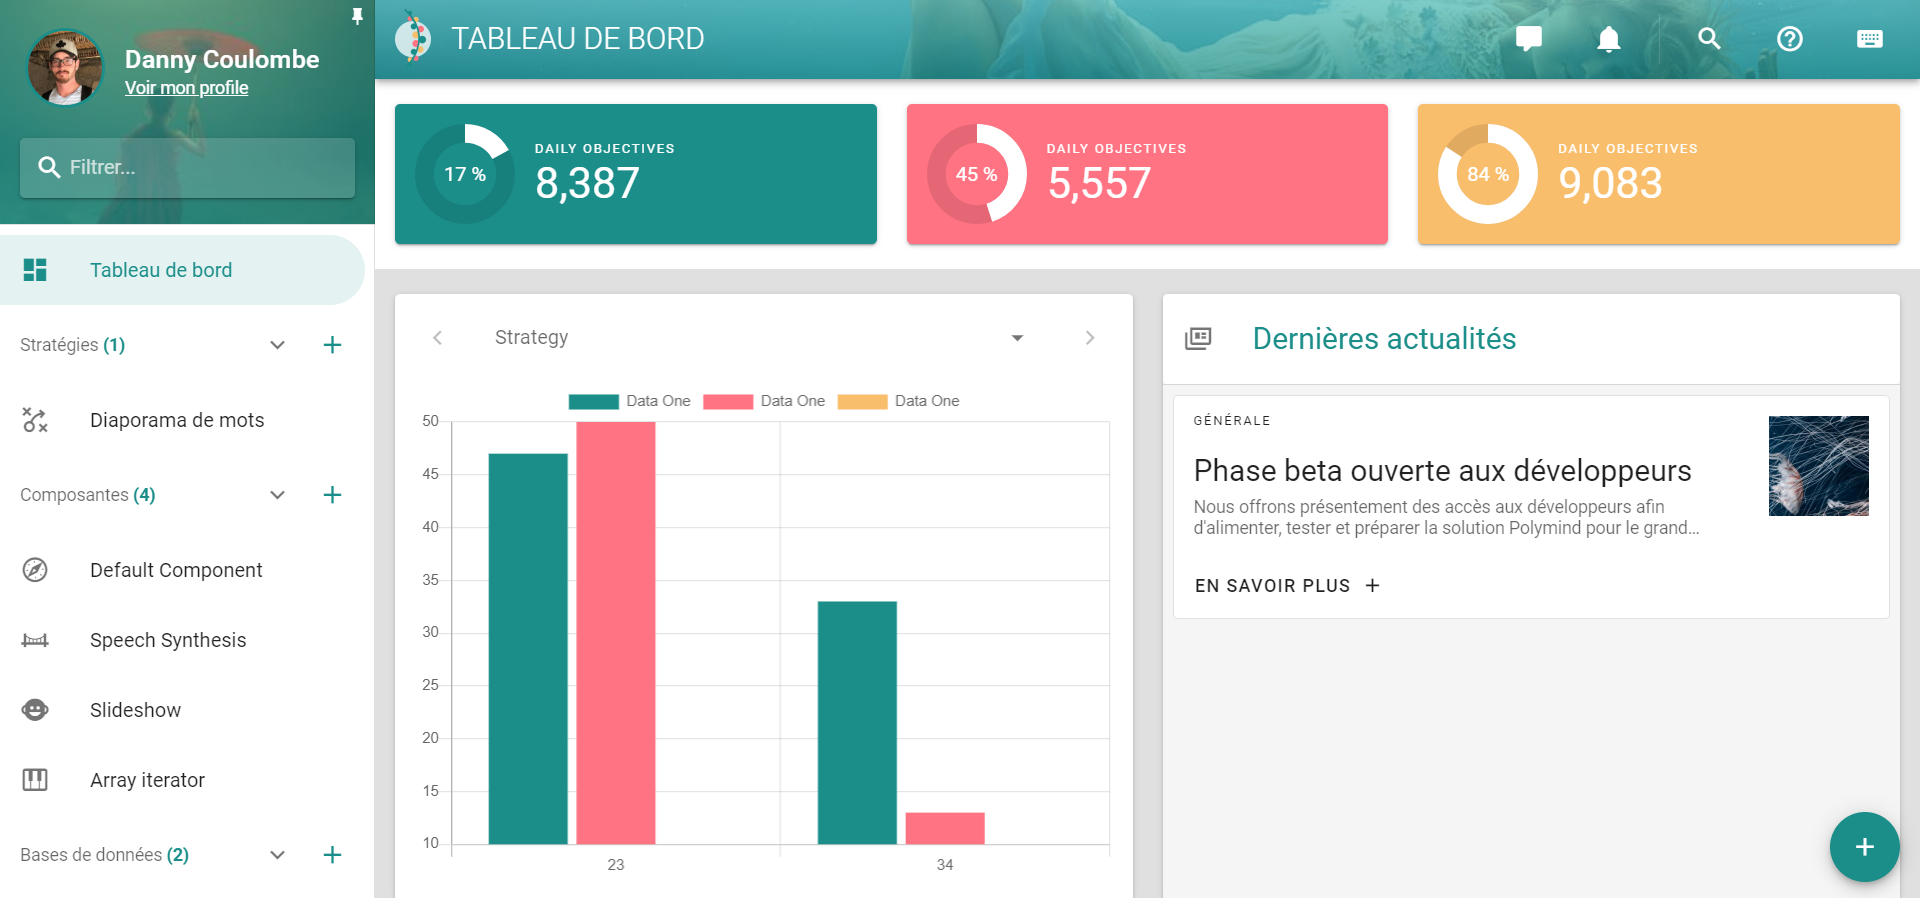 Danny Coulombe
Voir mon profile
Filtrer...
Tableau de bord
Stratégies (1)
Diaporama de mots
Composantes (4)
Default Component
Speech Synthesis
Slideshow
Array iterator
Bases de données (2)
TABLEAU DE BORD
17 %
DAILY OBJECTIVES
8,387
45 %
DAILY OBJECTIVES
5,557
84 %
DAILY OBJECTIVES
9,083
Strategy
Data One Data One Data One
50
45
40
35
30
25
20
15
10
23 34
Dernières actualités
GÉNÉRALE
Phase beta ouverte aux développeurs
Nous offrons présentement des accès aux développeurs afin
d'alimenter, tester et préparer la solution Polymind pour le grand...
EN SAVOIR PLUS +